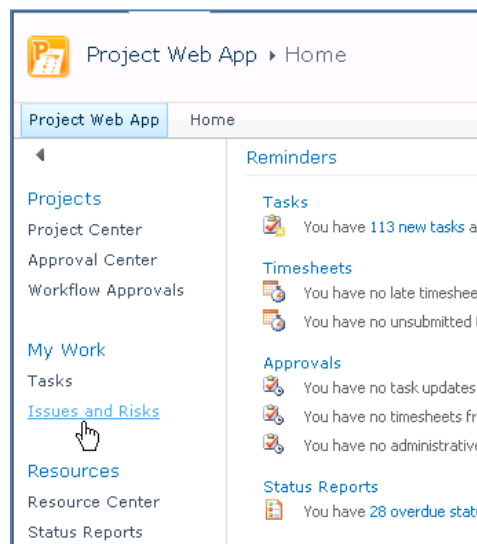 Project Web App ▸ Home
Project Web App Home
Reminders
Projects
Project Center
Approval Center
Workflow Approvals
My Work
Tasks
Issues and Risks
Resources
Resource Center
Status Reports
Tasks
You have 113 new tasks a
Timesheets
You have no late timeshee
You have no unsubmitted
Approvals
You have no task updates
You have no timesheets fr
You have no administrative
Status Reports
You have 28 overdue statu